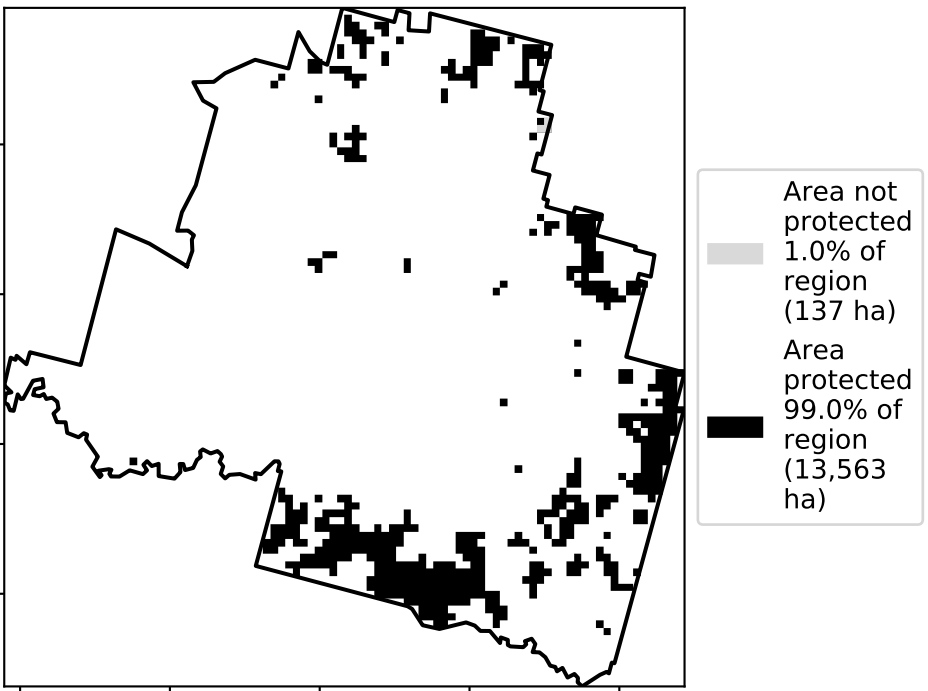 Area not
protected
1.0% of
region
(137 ha)
Area
protected
99.0% of
region
(13,563
ha)